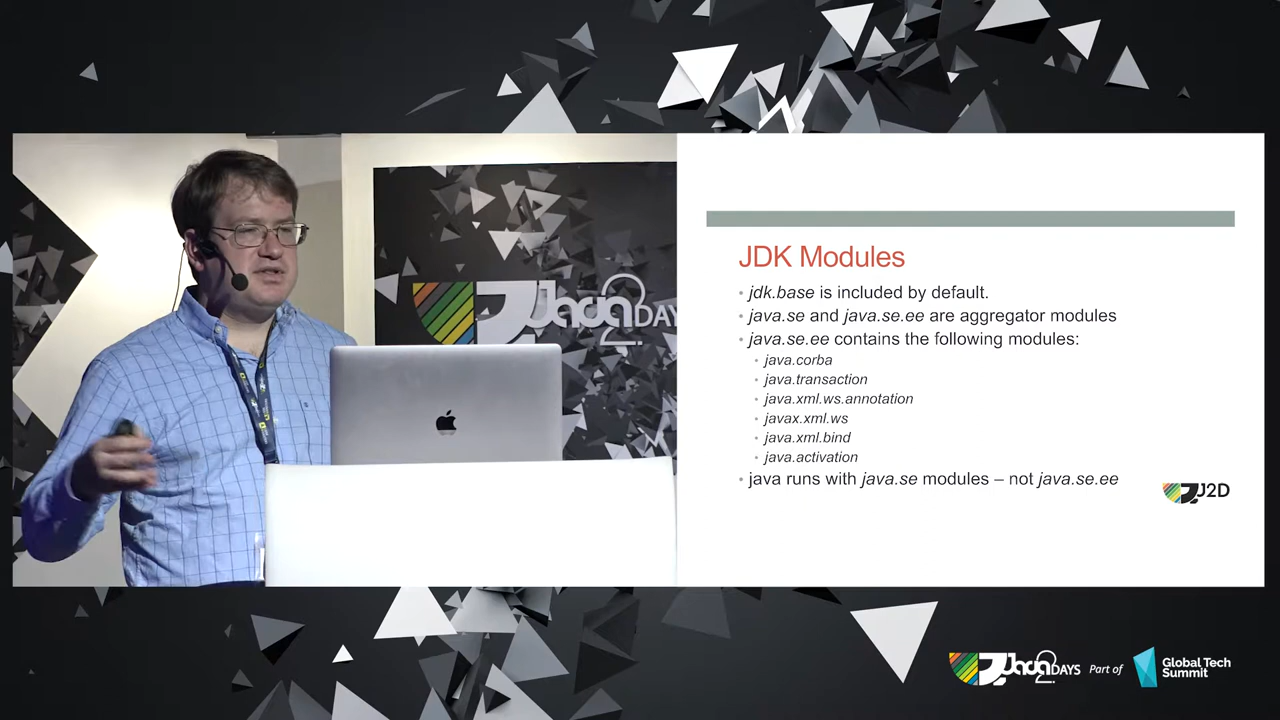 Java2DAYS
JDK Modules
• jdk.base is included by default.
• java.se and java.se.ee are aggregator modules
• java.se.ee contains the following modules:
• java.corba
• java.transaction
• java.xml.ws.annotation
• javax.xml.ws
• java.xml.bind
• java.activation
• java runs with java.se modules – not java.se.ee
J2D
Java2DAYS Part of Global Tech Summit